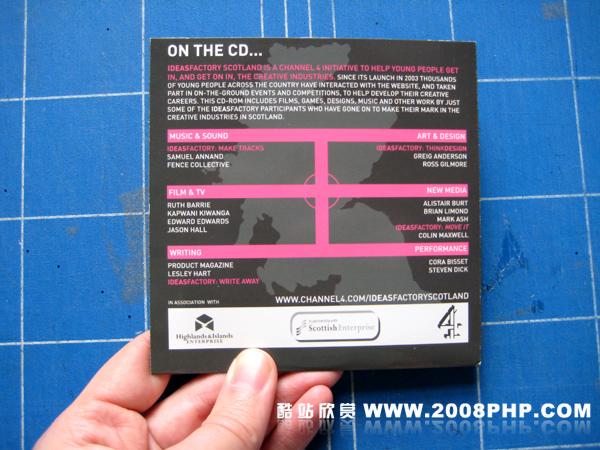 ON THE CD...
IDEASFACTORY SCOTLAND IS A CHANNEL 4 INITIATIVE TO HELP YOUNG PEOPLE GET
IN, AND GET ON IN, THE CREATIVE INDUSTRIES. SINCE ITS LAUNCH IN 2003 THOUSANDS
OF YOUNG PEOPLE ACROSS THE COUNTRY HAVE INTERACTED WITH THE WEBSITE, AND TAKEN
PART IN ON-THE-GROUND EVENTS AND COMPETITIONS, TO HELP DEVELOP THEIR CREATIVE
CAREERS. THIS CD-ROM INCLUDES FILMS, GAMES, DESIGNS, MUSIC AND OTHER WORK BY JUST
SOME OF THE IDEASFACTORY PARTICIPANTS WHO HAVE GONE ON TO MAKE THEIR MARK IN THE
CREATIVE INDUSTRIES IN SCOTLAND.
MUSIC & SOUND
IDEASFACTORY: MAKE TRACKS
SAMUEL ANNAND
FENCE COLLECTIVE
ART & DESIGN
IDEASFACTORY: THINKDESIGN
GREIG ANDERSON
ROSS GILMORE
FILM & TV
RUTH BARRIE
KAPWANI KIWANGA
EDWARD EDWARDS
JASON HALL
NEW MEDIA
ALISTAIR BURT
BRIAN LIMOND
MARK ASH
IDEASFACTORY: MOVE IT
COLIN MAXWELL
WRITING
PRODUCT MAGAZINE
LESLEY HART
IDEASFACTORY: WRITE AWAY
PERFORMANCE
CORA BISSET
STEVEN DICK
WWW.CHANNEL4.COM/IDEASFACTORYSCOTLAND
IN ASSOCIATION WITH
Highlands & Islands
ENTERPRISE
Scottish Enterprise
4
酷站欣赏 WWW.2008PHP.COM